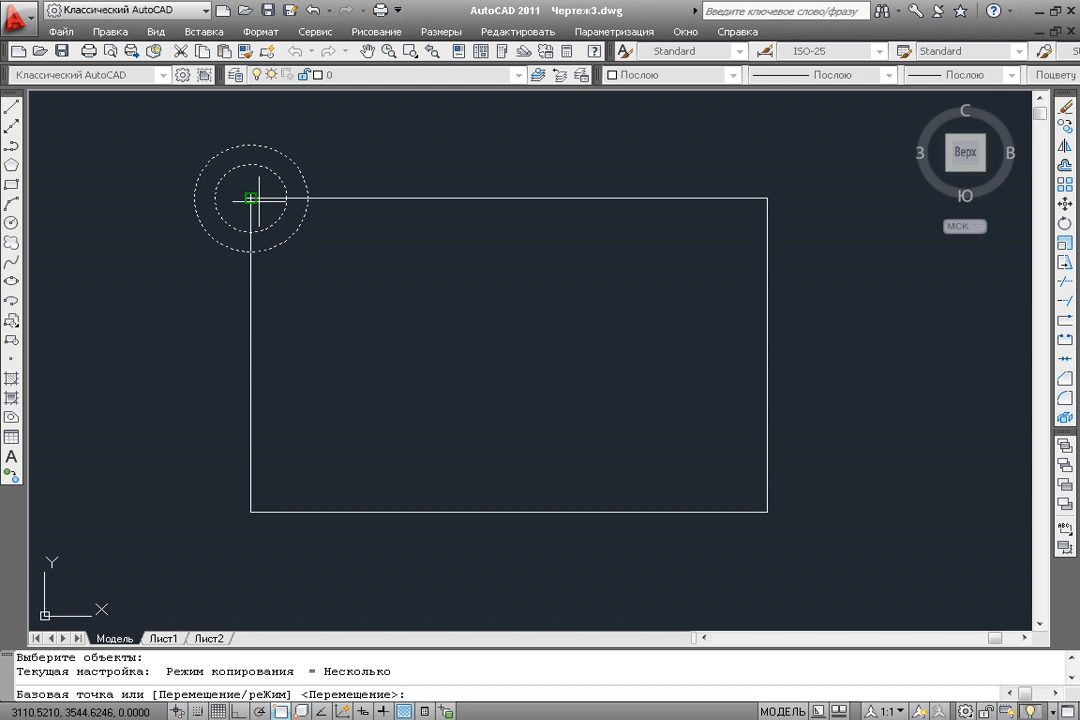 Классический AutoCAD
AutoCAD 2011 Чертеж3.dwg
Введите ключевое слово/фразу
Файл Правка Вид Вставка Формат Сервис Рисование Размеры Редактировать Параметризация Окно Справка
Standard ISO-25 Standard
Классический AutoCAD 0 Послою Послою Послою Поцвету
С
З Верх В
Ю
МСК
Y
X
Модель Лист1 Лист2
Выберите объекты:
Текущая настройка: Режим копирования = Несколько
Базовая точка или [Перемещение/реЖим] <Перемещение>:
3110.5210, 3544.6246, 0.0000 МОДЕЛЬ 1:1